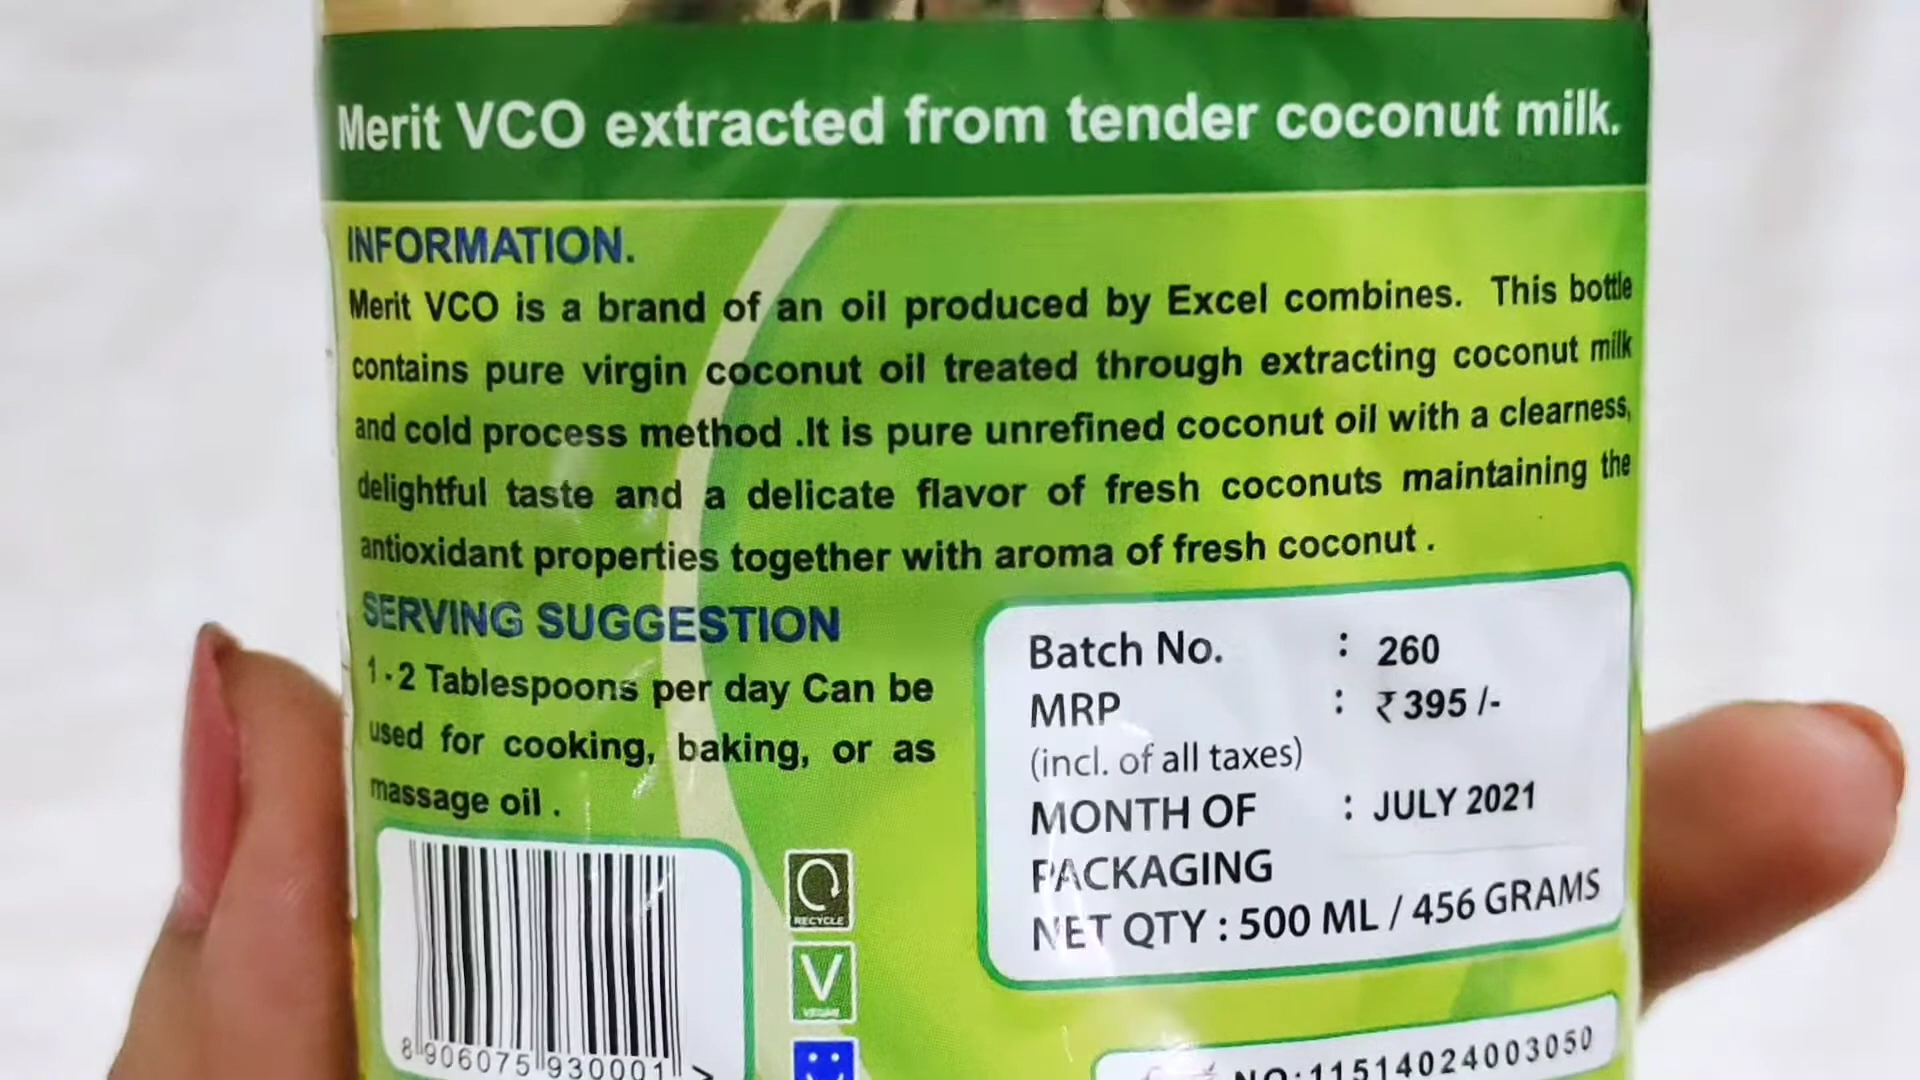 Merit VCO extracted from tender coconut milk.
INFORMATION.
Merit VCO is a brand of an oil produced by Excel combines. This bottle
contains pure virgin coconut oil treated through extracting coconut milk
and cold process method .It is pure unrefined coconut oil with a clearness,
delightful taste and a delicate flavor of fresh coconuts maintaining the
antioxidant properties together with aroma of fresh coconut .
SERVING SUGGESTION
1-2 Tablespoons per day Can be
used for cooking, baking, or as
massage oil .
Batch No. : 260
MRP : ₹395 /-
(incl. of all taxes)
MONTH OF : JULY 2021
PACKAGING
NET QTY : 500 ML / 456 GRAMS
RECYCLE
V
VEGAN
8 906075 930001 >
NO:11514024003050